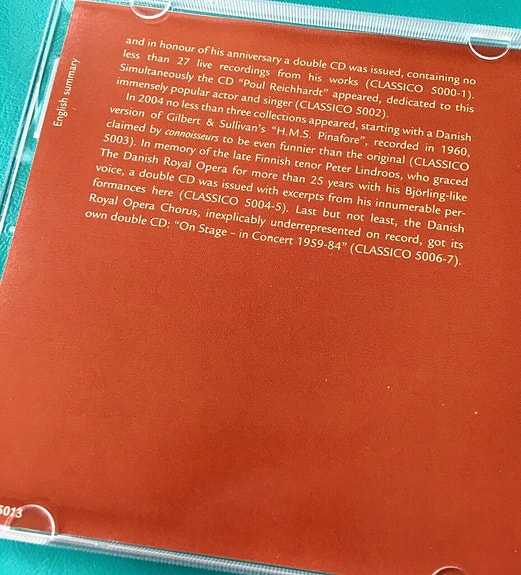 and in honour of his anniversary a double CD was issued, containing no
less than 27 live recordings from his works (CLASSICO 5000-1).
Simultaneously the CD "Poul Reichhardt" appeared, dedicated to this
immensely popular actor and singer (CLASSICO 5002).
In 2004 no less than three collections appeared, starting with a Danish
version of Gilbert & Sullivan's "H.M.S. Pinafore", recorded in 1960,
claimed by connoisseurs to be even funnier than the original (CLASSICO
5003). In memory of the late Finnish tenor Peter Lindroos, who graced
The Danish Royal Opera for more than 25 years with his Björling-like
voice, a double CD was issued with excerpts from his innumerable per-
formances here (CLASSICO 5004-5). Last but not least, the Danish
Royal Opera Chorus, inexplicably underrepresented on record, got its
own double CD: "On Stage – in Concert 1959-84" (CLASSICO 5006-7).
English summary
5013